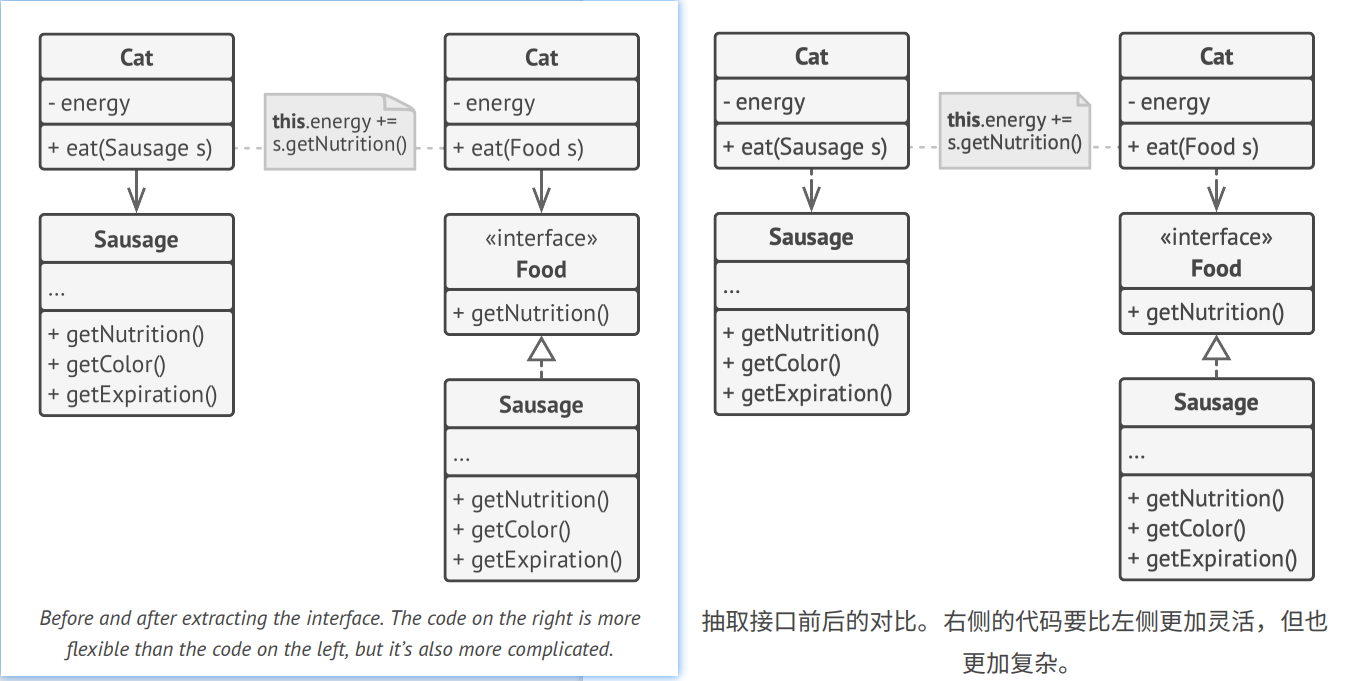 Cat
- energy
+ eat(Sausage s)
this.energy +=
s.getNutrition()
Cat
- energy
+ eat(Food s)
Sausage
...
+ getNutrition()
+ getColor()
+ getExpiration()
«interface»
Food
+ getNutrition()
Sausage
...
+ getNutrition()
+ getColor()
+ getExpiration()
Before and after extracting the interface. The code on the right is more
flexible than the code on the left, but it’s also more complicated.
Cat
- energy
+ eat(Sausage s)
this.energy +=
s.getNutrition()
Cat
- energy
+ eat(Food s)
Sausage
...
+ getNutrition()
+ getColor()
+ getExpiration()
«interface»
Food
+ getNutrition()
Sausage
...
+ getNutrition()
+ getColor()
+ getExpiration()
抽取接口前后的对比。右侧的代码要比左侧更加灵活，但也
更加复杂。